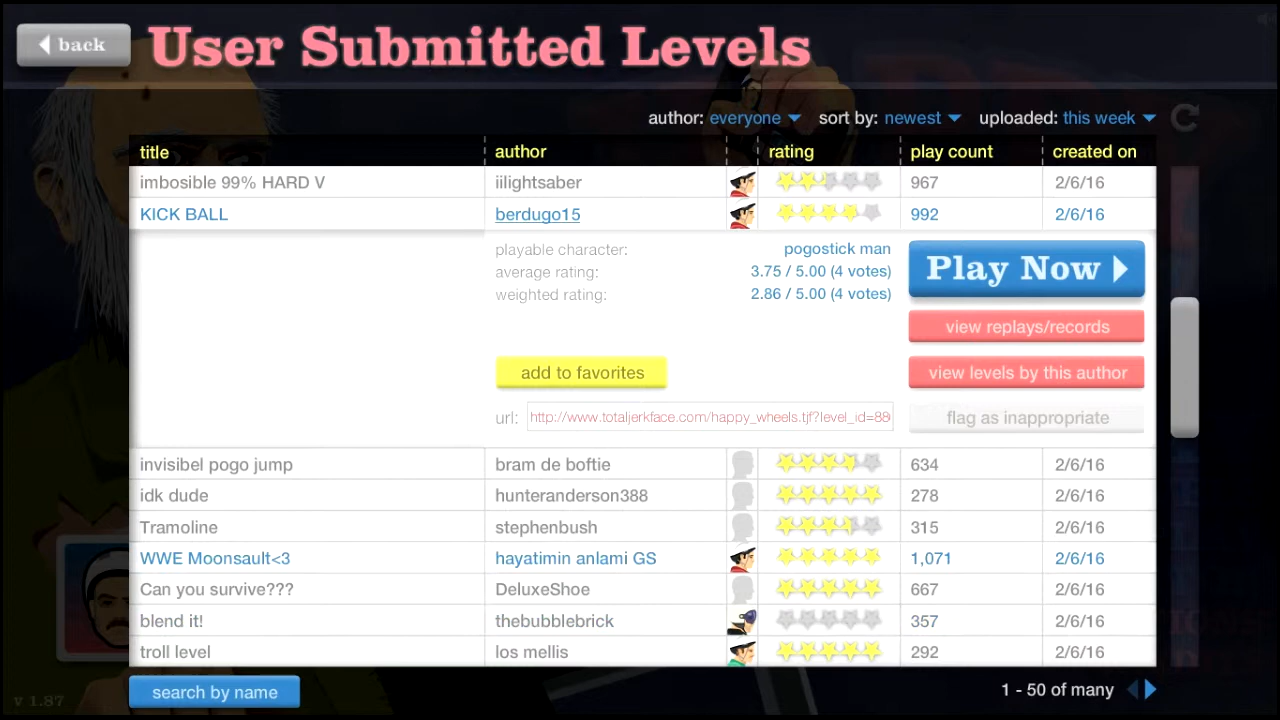 back
User Submitted Levels
author: everyone sort by: newest uploaded: this week
title author rating play count created on
imbosible 99% HARD V iilightsaber 967 2/6/16
KICK BALL berdugo15 992 2/6/16
playable character: pogostick man
average rating: 3.75 / 5.00 (4 votes)
weighted rating: 2.86 / 5.00 (4 votes)
Play Now
view replays/records
add to favorites
view levels by this author
url: http://www.totaljerkface.com/happy_wheels.tjf?level_id=88
flag as inappropriate
invisibel pogo jump bram de boftie 634 2/6/16
idk dude hunteranderson388 278 2/6/16
Tramoline stephenbush 315 2/6/16
WWE Moonsault<3 hayatimin anlami GS 1,071 2/6/16
Can you survive??? DeluxeShoe 667 2/6/16
blend it! thebubblebrick 357 2/6/16
troll level los mellis 292 2/6/16
search by name
1 - 50 of many
v 1.87